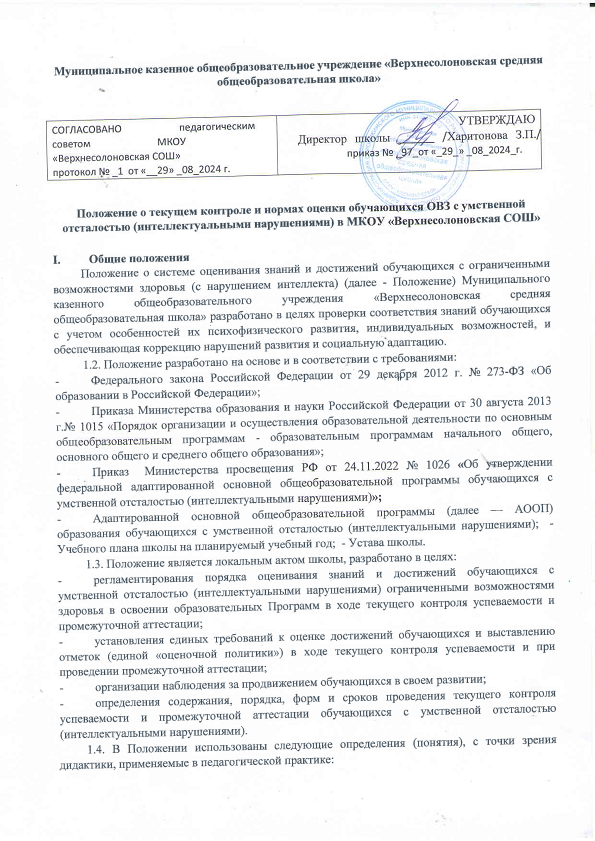 Муниципальное казенное общеобразовательное учреждение «Верхнесолоновская средняя
общеобразовательная школа»
СОГЛАСОВАНО педагогическим
советом МКОУ
«Верхнесолоновская СОШ»
протокол № _1 от «__29» _08_2024 г.
УТВЕРЖДАЮ
Директор школы /Харитонова З.П./
приказ № _97_от «_29_» _08_2024_г.
Положение о текущем контроле и нормах оценки обучающихся ОВЗ с умственной
отсталостью (интеллектуальными нарушениями) в МКОУ «Верхнесолоновская СОШ»
I. Общие положения
Положение о системе оценивания знаний и достижений обучающихся с ограниченными
возможностями здоровья (с нарушением интеллекта) (далее - Положение) Муниципального
казенного общеобразовательного учреждения «Верхнесолоновская средняя
общеобразовательная школа» разработано в целях проверки соответствия знаний обучающихся
с учетом особенностей их психофизического развития, индивидуальных возможностей, и
обеспечивающая коррекцию нарушений развития и социальную адаптацию.
1.2. Положение разработано на основе и в соответствии с требованиями:
- Федерального закона Российской Федерации от 29 декабря 2012 г. № 273-ФЗ «Об
образовании в Российской Федерации»;
- Приказа Министерства образования и науки Российской Федерации от 30 августа 2013
г.№ 1015 «Порядок организации и осуществления образовательной деятельности по основным
общеобразовательным программам - образовательным программам начального общего,
основного общего и среднего общего образования»;
- Приказ Министерства просвещения РФ от 24.11.2022 № 1026 «Об утверждении
федеральной адаптированной основной общеобразовательной программы обучающихся с
умственной отсталостью (интеллектуальными нарушениями)»;
- Адаптированной основной общеобразовательной программы (далее — АООП)
образования обучающихся с умственной отсталостью (интеллектуальными нарушениями); -
Учебного плана школы на планируемый учебный год; - Устава школы.
1.3. Положение является локальным актом школы, разработано в целях:
- регламентирования порядка оценивания знаний и достижений обучающихся с
умственной отсталостью (интеллектуальными нарушениями) ограниченными возможностями
здоровья в освоении образовательных Программ в ходе текущего контроля успеваемости и
промежуточной аттестации;
- установления единых требований к оценке достижений обучающихся и выставлению
отметок (единой «оценочной политики») в ходе текущего контроля успеваемости и при
проведении промежуточной аттестации;
- организации наблюдения за продвижением обучающихся в своем развитии;
- определения содержания, порядка, форм и сроков проведения текущего контроля
успеваемости и промежуточной аттестации обучающихся с умственной отсталостью
(интеллектуальными нарушениями).
1.4. В Положении использованы следующие определения (понятия), с точки зрения
дидактики, применяемые в педагогической практике: